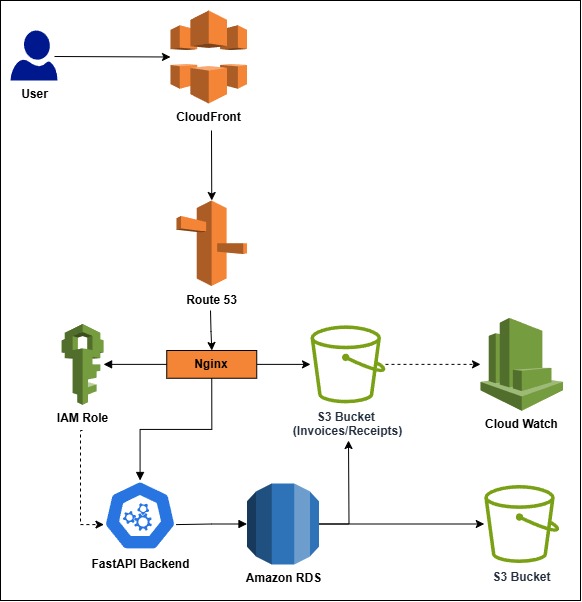 User
CloudFront
Route 53
Nginx
IAM Role
S3 Bucket
(Invoices/Receipts)
Cloud Watch
FastAPI Backend
Amazon RDS
S3 Bucket